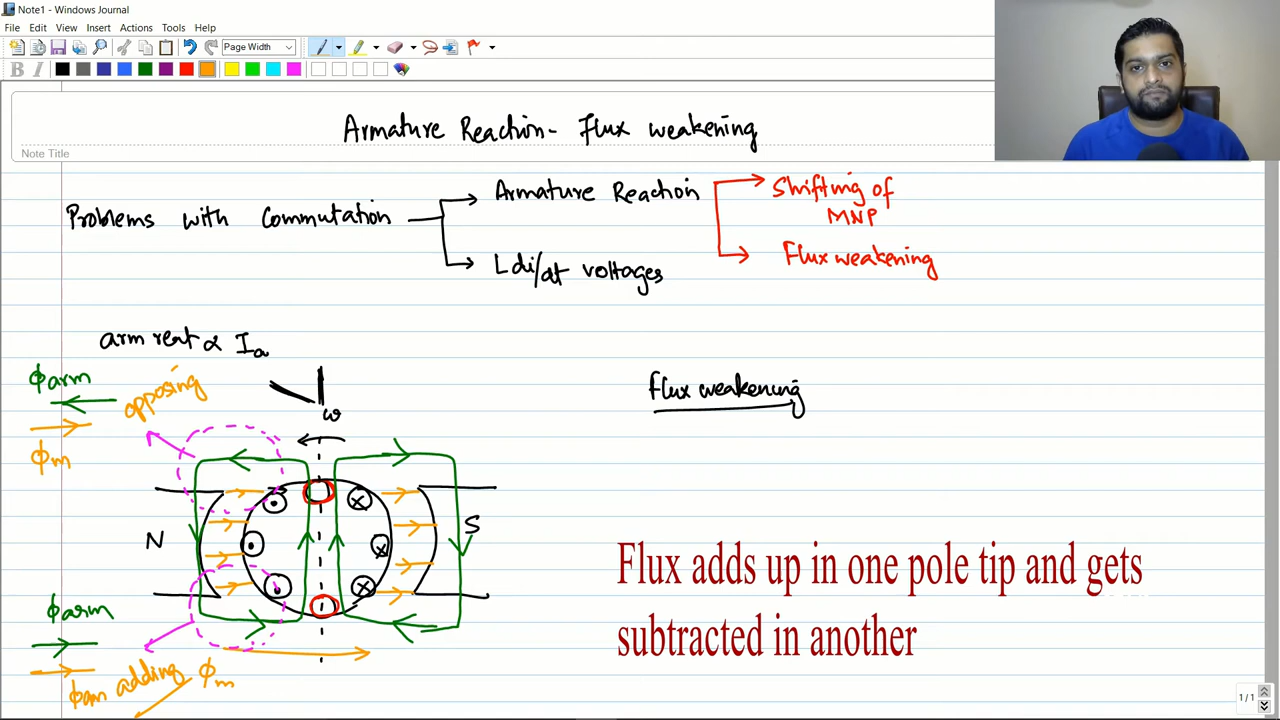 Note1 - Windows Journal
File Edit View Insert Actions Tools Help
Page Width
B I
Armature Reaction- Flux weakening
Note Title
Problems with Commutation
Armature Reaction
Ldi/dt voltages
Shifting of
MNP
Flux weakening
arm reat ∝ Ia
Φarm
opposing
Φm
ω
Flux weakening
N
S
Φarm
Φam adding Φm
Flux adds up in one pole tip and gets
subtracted in another
1/1